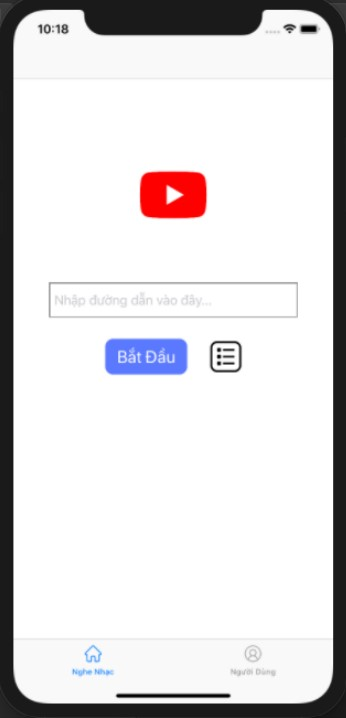 10:18
Nhập đường dẫn vào đây...
Bắt Đầu
Nghe Nhạc
Người Dùng